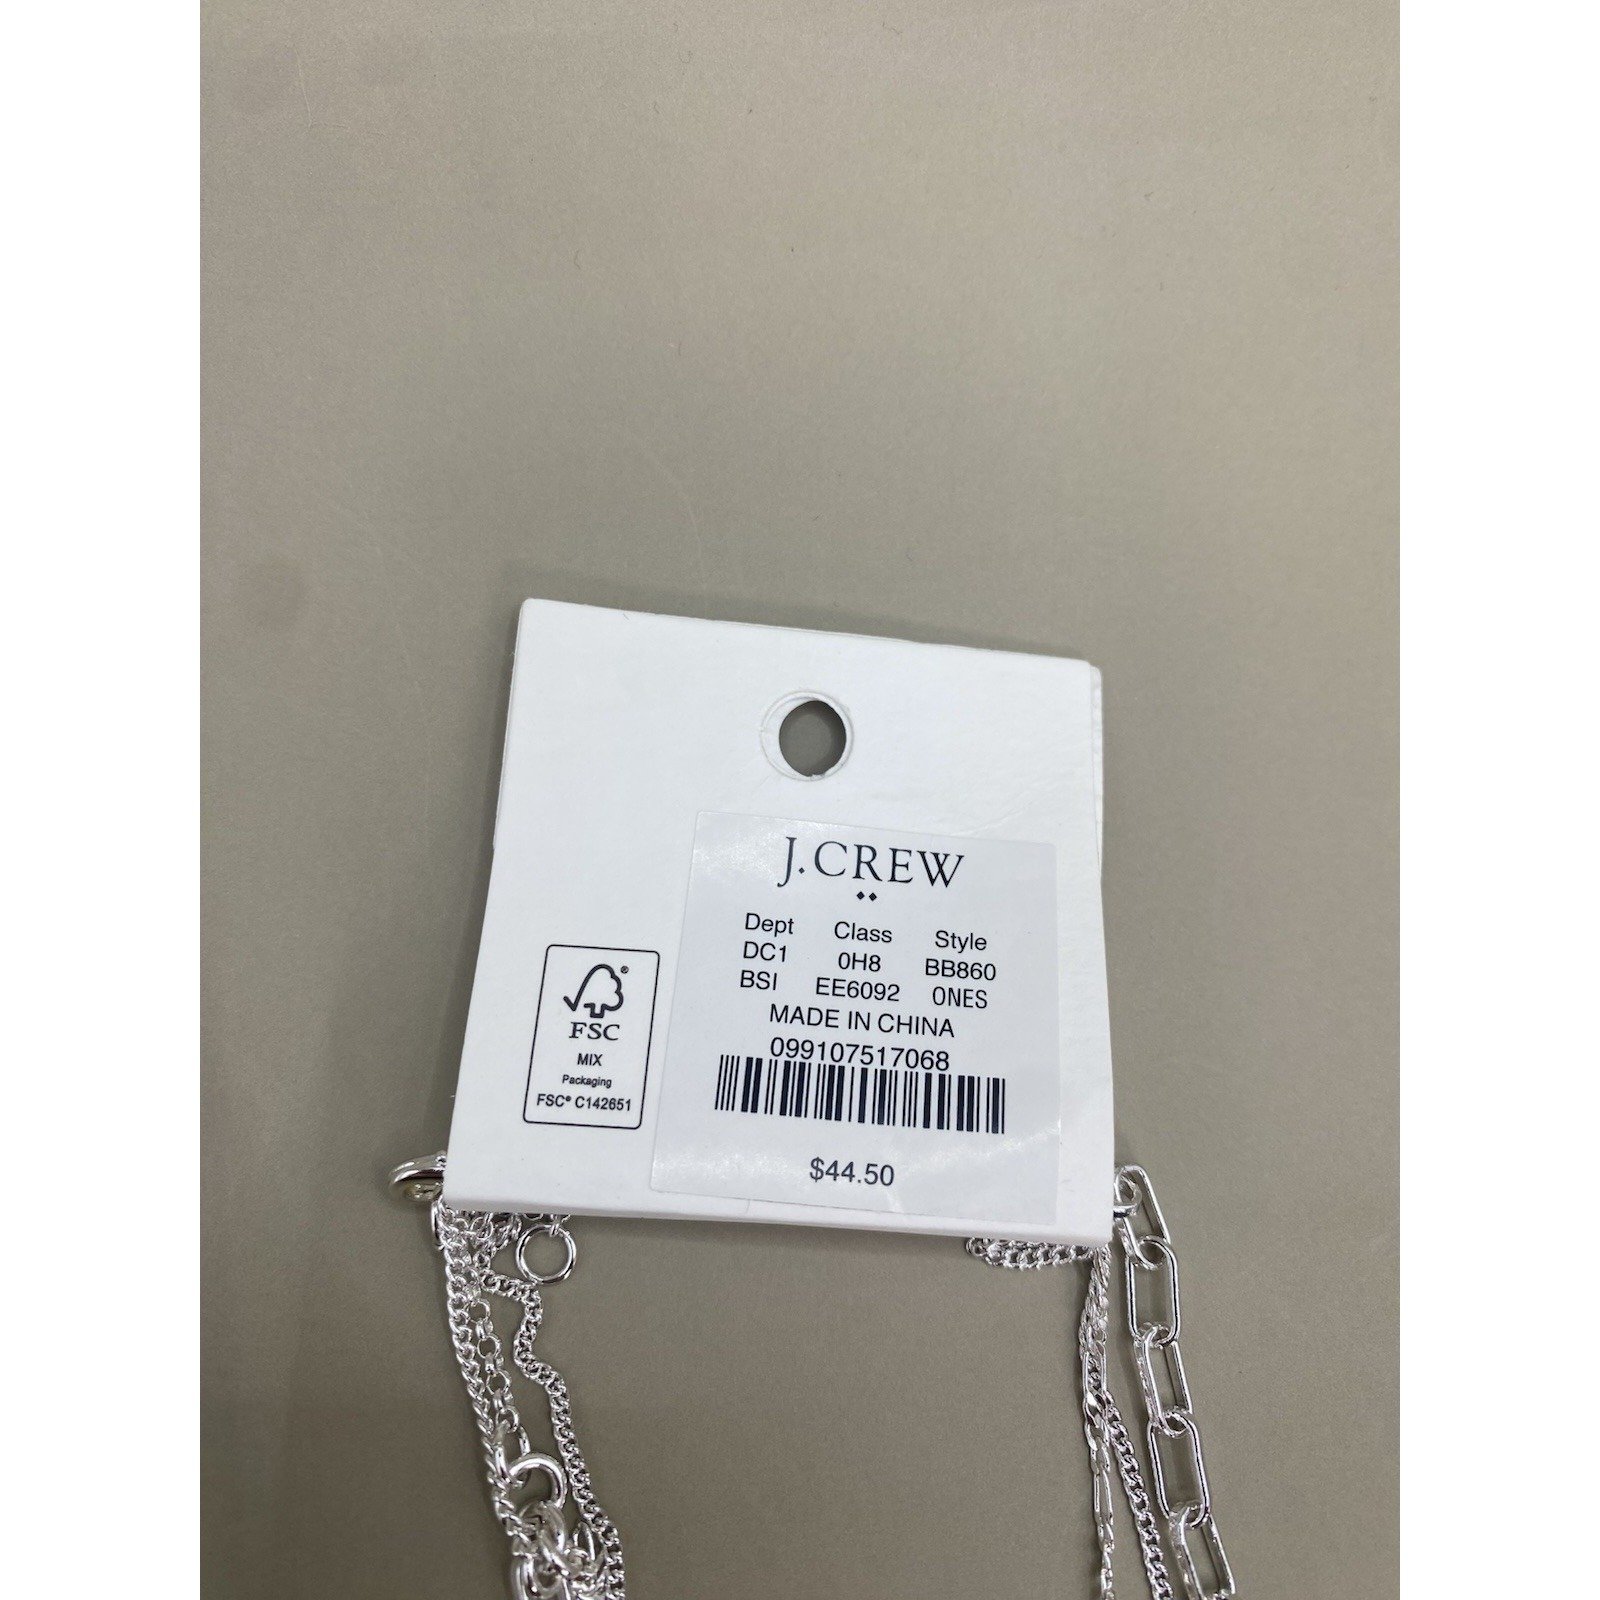 J.CREW
Dept Class Style
DC1 0H8 BB860
BSI EE6092 ONES
MADE IN CHINA
099107517068
$44.50
FSC®
MIX
Packaging
FSC® C142651